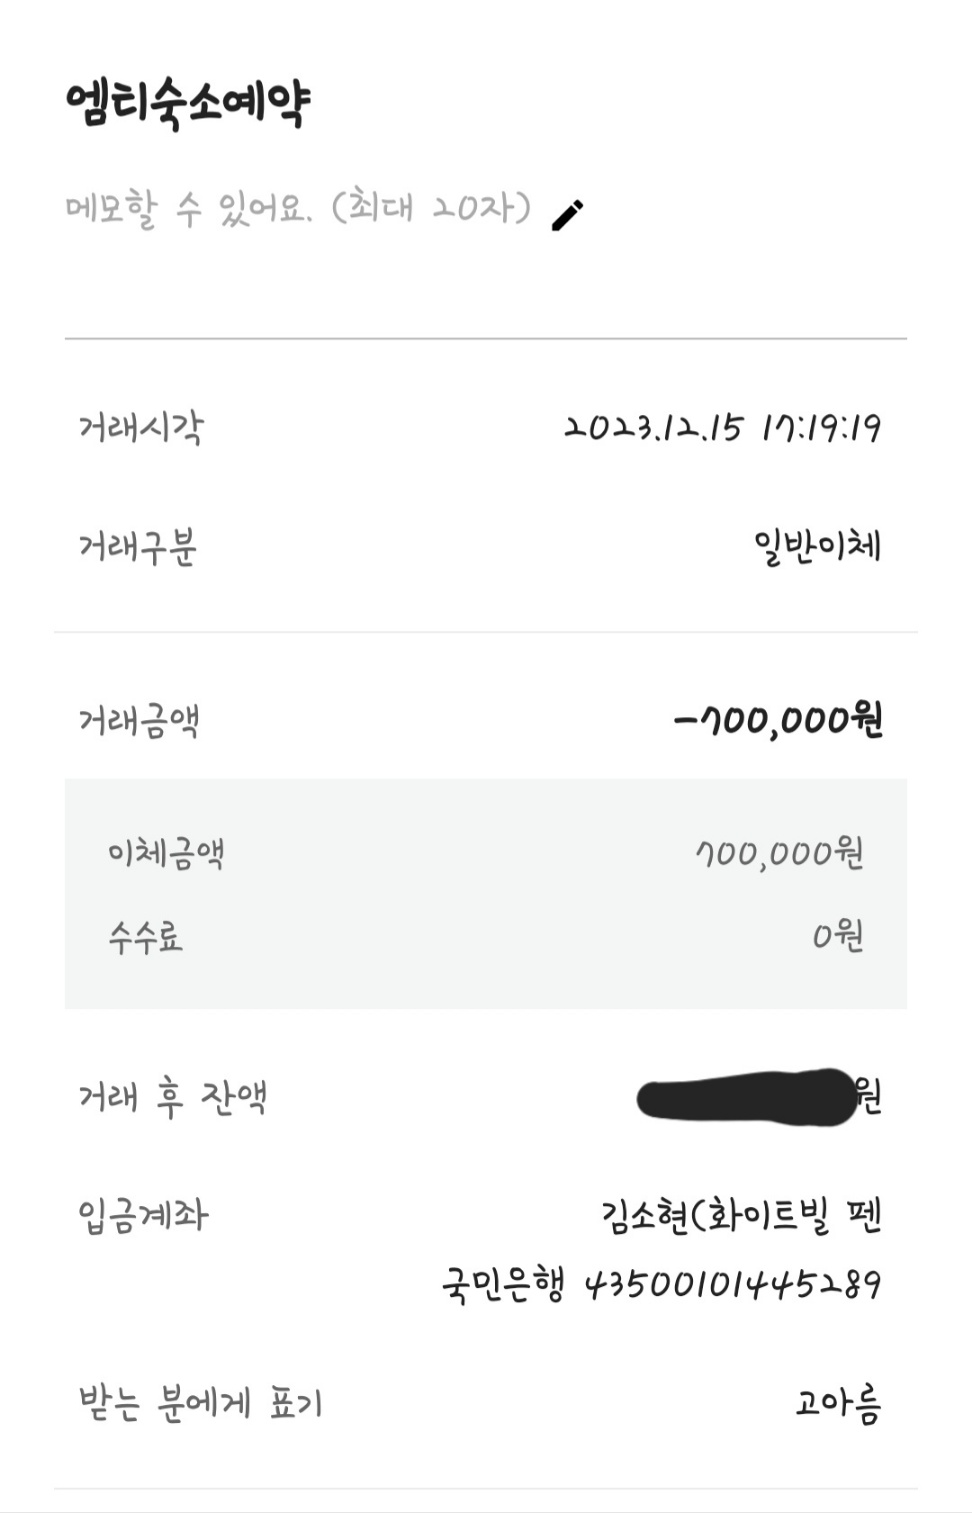 엠티숙소예약
메모할 수 있어요. (최대 20자)
거래시각 2023.12.15 17:19:19
거래구분 일반이체
거래금액 -700,000원
이체금액 700,000원
수수료 0원
거래 후 잔액 원
입금계좌 김소현(화이트빌 펜
국민은행 43500101445289
받는 분에게 표기 고아름